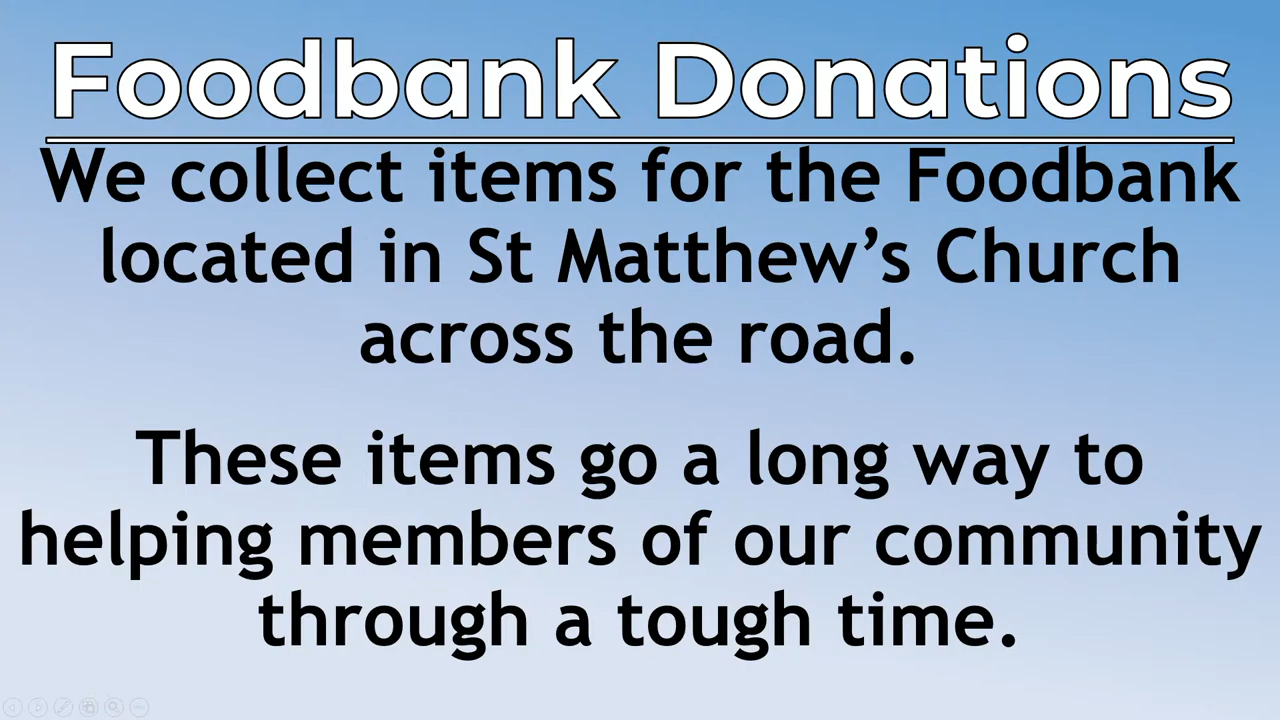 Foodbank Donations
We collect items for the Foodbank
located in St Matthew’s Church
across the road.
These items go a long way to
helping members of our community
through a tough time.